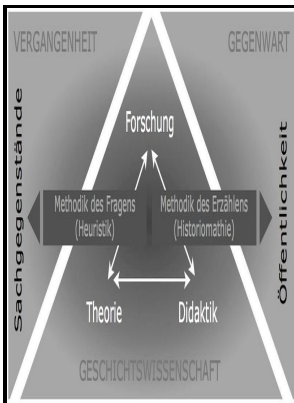 VERGANGENHEIT
GEGENWART
Sachgegenstände
Öffentlichkeit
Forschung
Methodik des Fragens
(Heuristik)
Methodik des Erzählens
(Historiomathie)
Theorie
Didaktik
GESCHICHTSWISSENSCHAFT